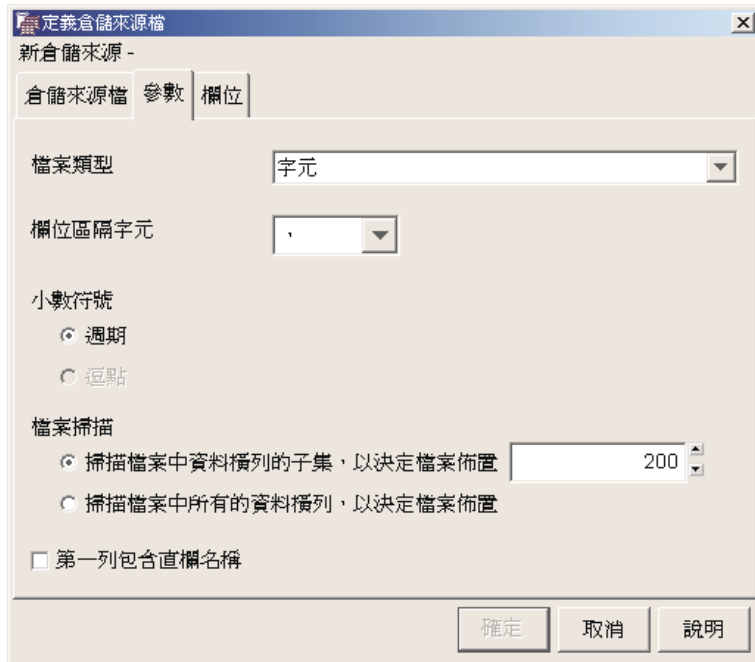 定義倉儲來源檔
新倉儲來源 -
倉儲來源檔 參數 欄位
檔案類型 字元
欄位區隔字元 ，
小數符號
週期
逗點
檔案掃描
掃描檔案中資料橫列的子集，以決定檔案佈置 200
掃描檔案中所有的資料橫列，以決定檔案佈置
第一列包含直欄名稱
確定 取消 說明